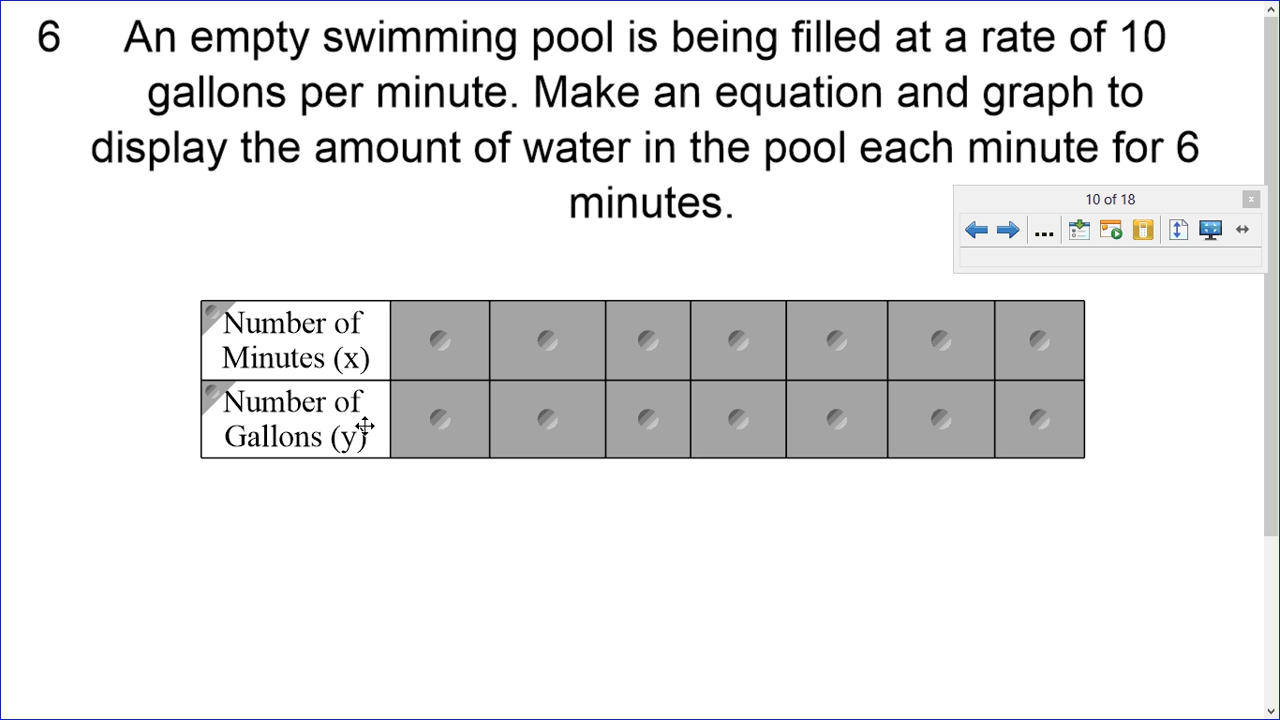 6 An empty swimming pool is being filled at a rate of 10
gallons per minute. Make an equation and graph to
display the amount of water in the pool each minute for 6
minutes.
10 of 18
...
Number of
Minutes (x)
Number of
Gallons (y)